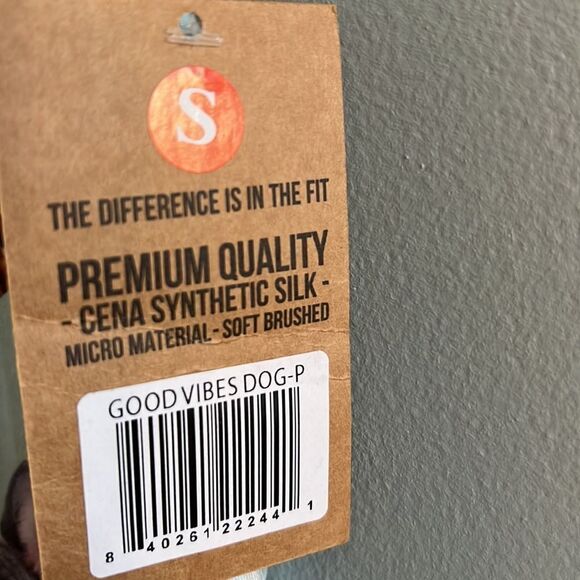 S
THE DIFFERENCE IS IN THE FIT
PREMIUM QUALITY
- CENA SYNTHETIC SILK -
MICRO MATERIAL - SOFT BRUSHED
GOOD VIBES DOG-P
8 40261 22244 1